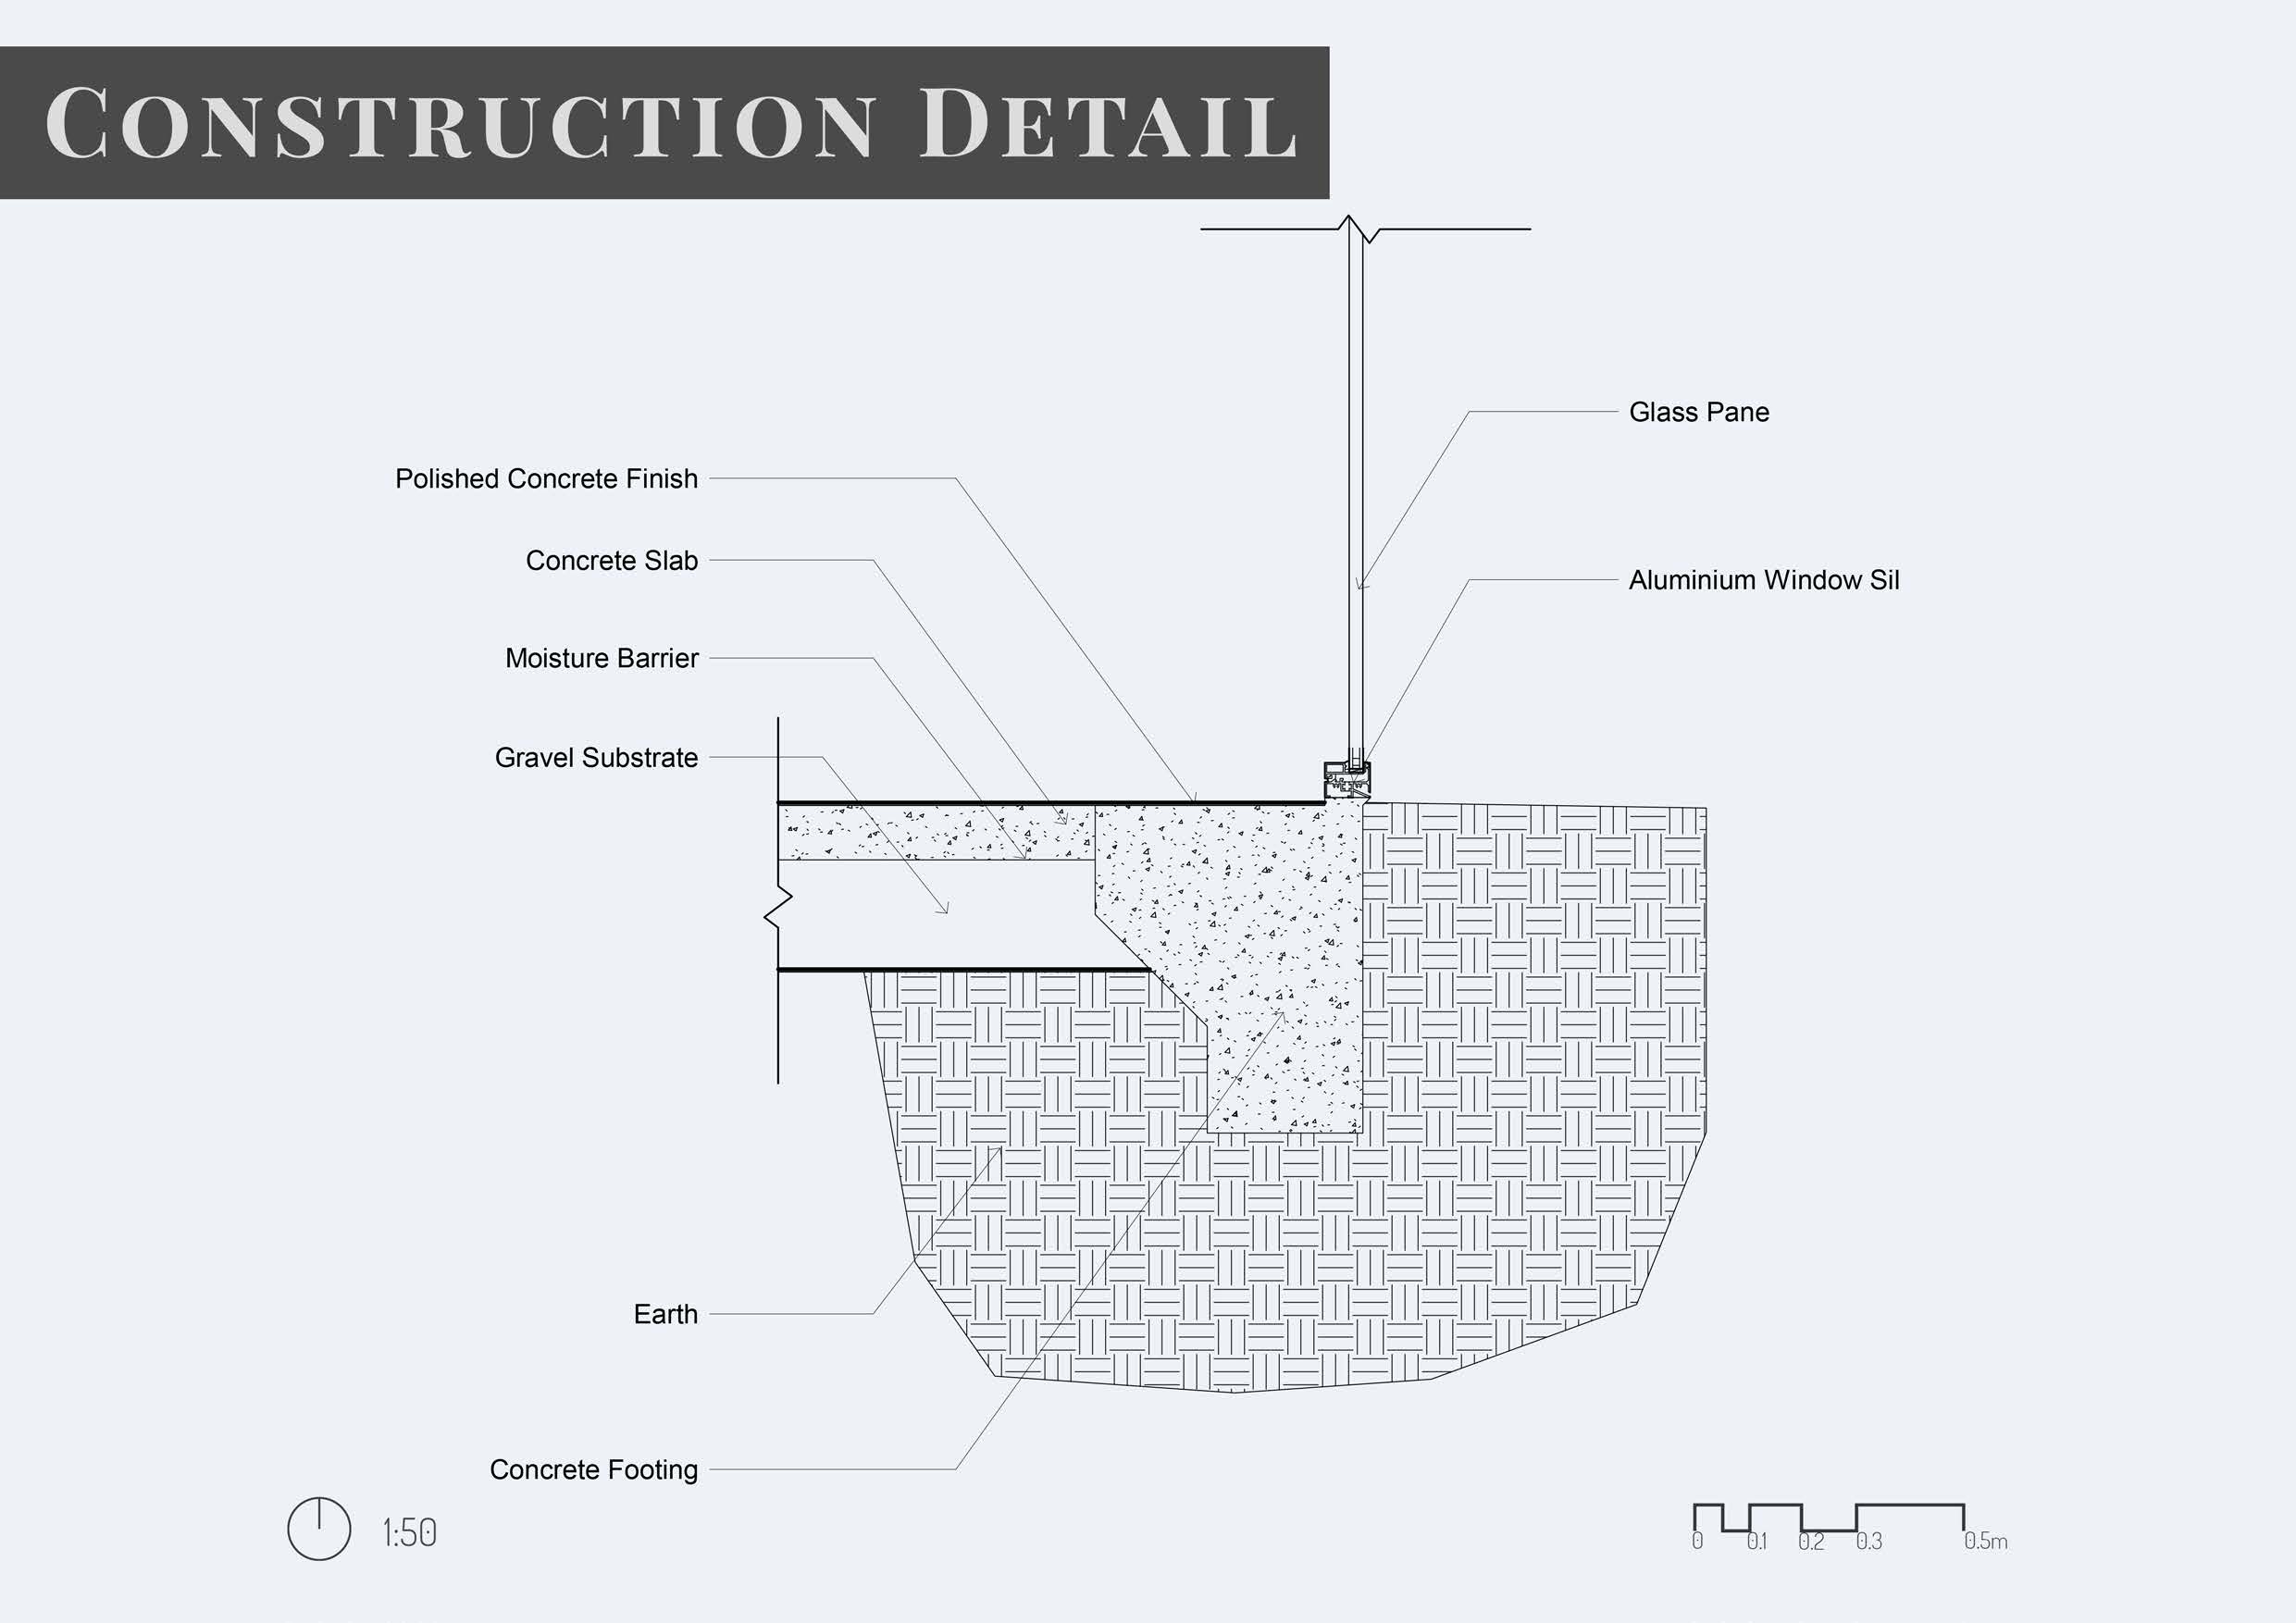 CONSTRUCTION DETAIL
Glass Pane
Polished Concrete Finish
Concrete Slab
Aluminium Window Sil
Moisture Barrier
Gravel Substrate
Earth
Concrete Footing
1:50
0 0.1 0.2 0.3 0.5m